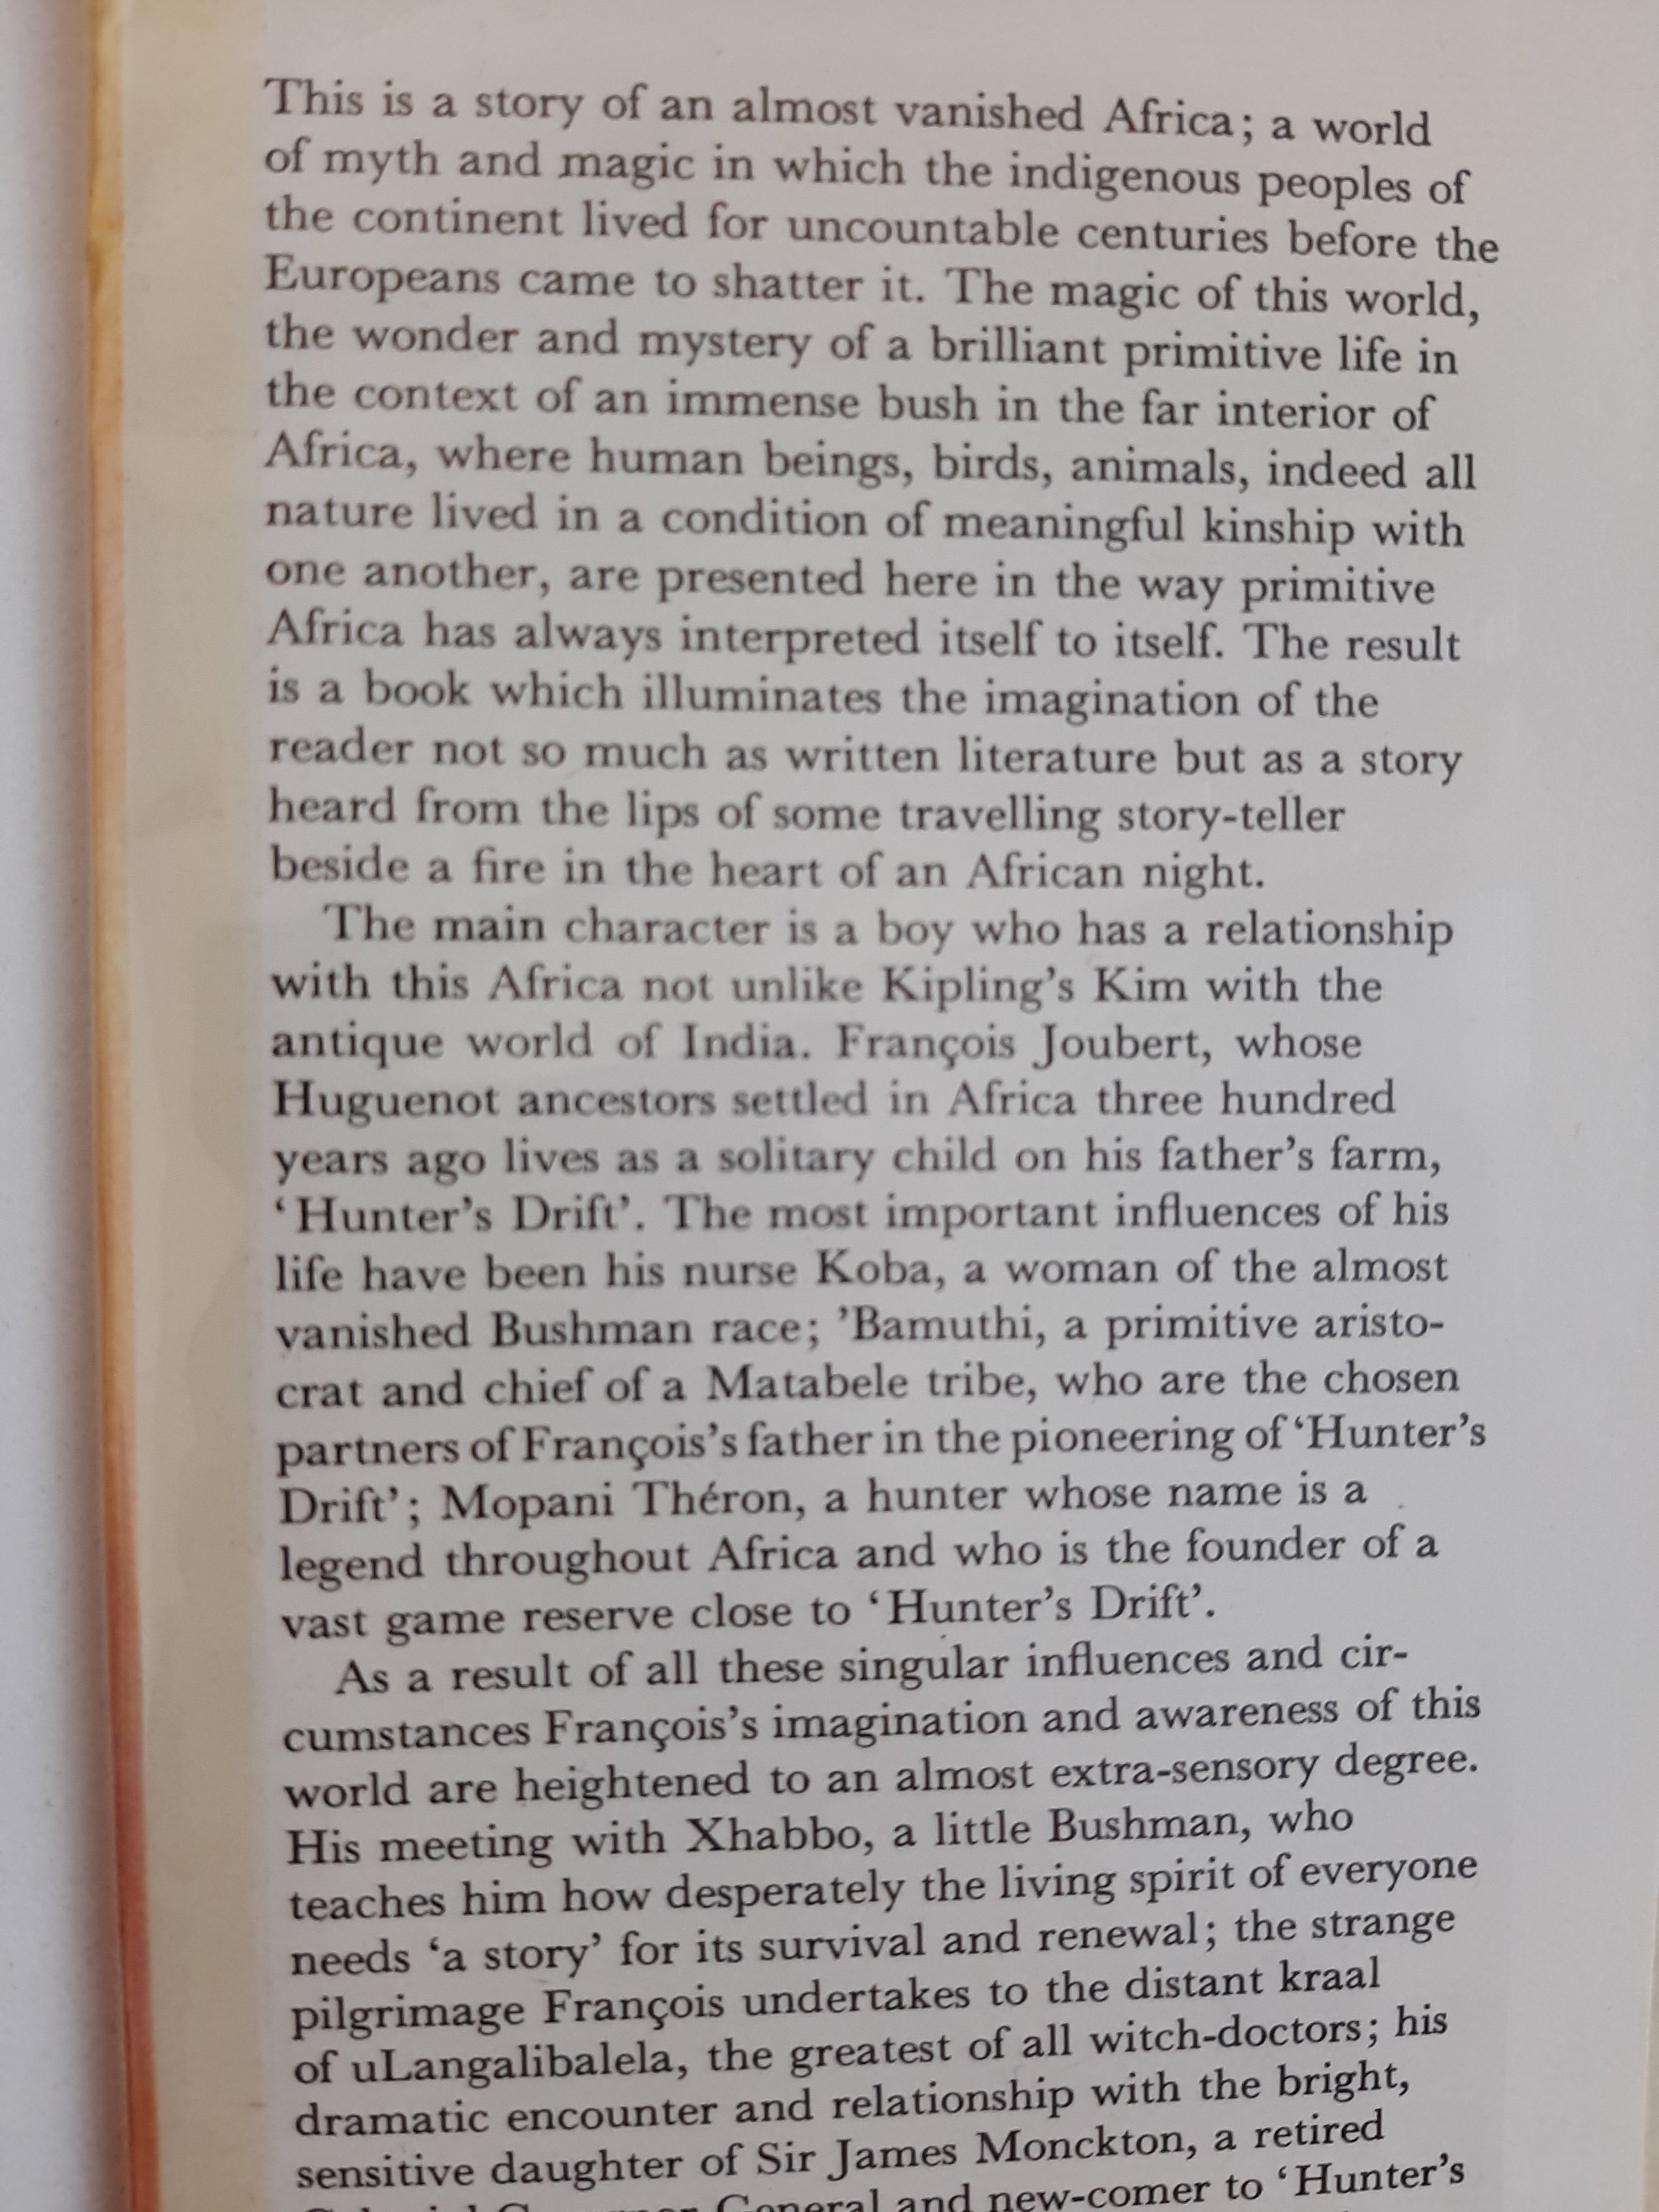 This is a story of an almost vanished Africa; a world
of myth and magic in which the indigenous peoples of
the continent lived for uncountable centuries before the
Europeans came to shatter it. The magic of this world,
the wonder and mystery of a brilliant primitive life in
the context of an immense bush in the far interior of
Africa, where human beings, birds, animals, indeed all
nature lived in a condition of meaningful kinship with
one another, are presented here in the way primitive
Africa has always interpreted itself to itself. The result
is a book which illuminates the imagination of the
reader not so much as written literature but as a story
heard from the lips of some travelling story-teller
beside a fire in the heart of an African night.
The main character is a boy who has a relationship
with this Africa not unlike Kipling's Kim with the
antique world of India. François Joubert, whose
Huguenot ancestors settled in Africa three hundred
years ago lives as a solitary child on his father's farm,
‘Hunter's Drift’. The most important influences of his
life have been his nurse Koba, a woman of the almost
vanished Bushman race; ’Bamuthi, a primitive aristo-
crat and chief of a Matabele tribe, who are the chosen
partners of François's father in the pioneering of ‘Hunter's
Drift’; Mopani Théron, a hunter whose name is a
legend throughout Africa and who is the founder of a
vast game reserve close to ‘Hunter's Drift’.
As a result of all these singular influences and cir-
cumstances François's imagination and awareness of this
world are heightened to an almost extra-sensory degree.
His meeting with Xhabbo, a little Bushman, who
teaches him how desperately the living spirit of everyone
needs ‘a story’ for its survival and renewal; the strange
pilgrimage François undertakes to the distant kraal
of uLangalibalela, the greatest of all witch-doctors; his
dramatic encounter and relationship with the bright,
sensitive daughter of Sir James Monckton, a retired
General and new-comer to ‘Hunter's